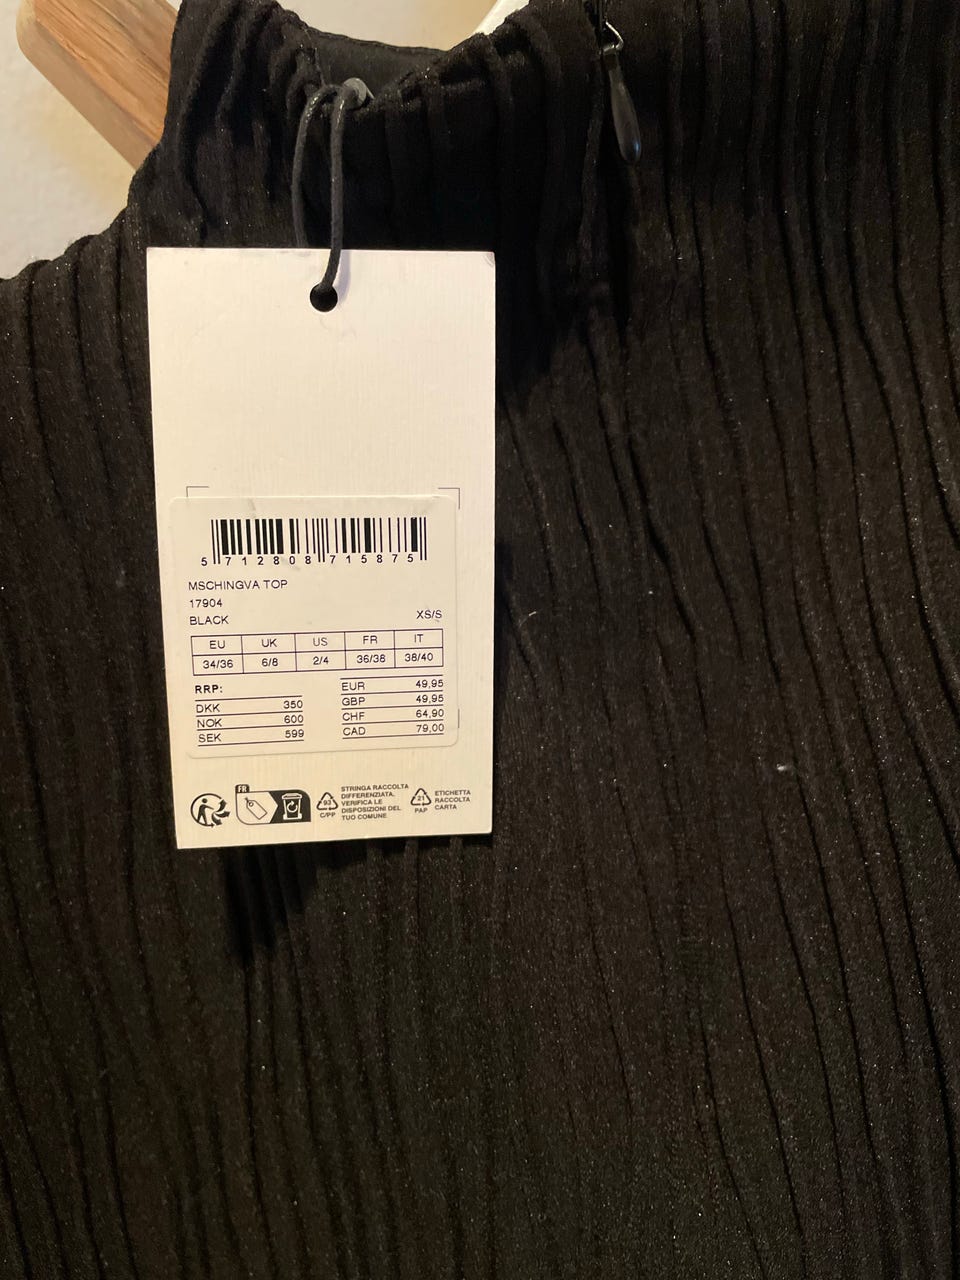 5 712808 715875
MSCHINGVA TOP
17904
BLACK XS/S
EU UK US FR IT
34/36 6/8 2/4 36/38 38/40
RRP:
DKK 350
NOK 600
SEK 599
EUR 49,95
GBP 49,95
CHF 64,90
CAD 79,00
FR
93
C/PP
STRINGA RACCOLTA
DIFFERENZIATA.
VERIFICA LE
DISPOSIZIONI DEL
TUO COMUNE
21
PAP
ETICHETTA
RACCOLTA
CARTA